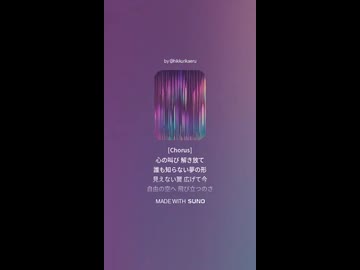 [Chorus]
心の叫び 解き放て
誰も知らない夢の形
見えない翼 広げて今
自由の空へ 飛び立つのさ
MADE WITH SUNO